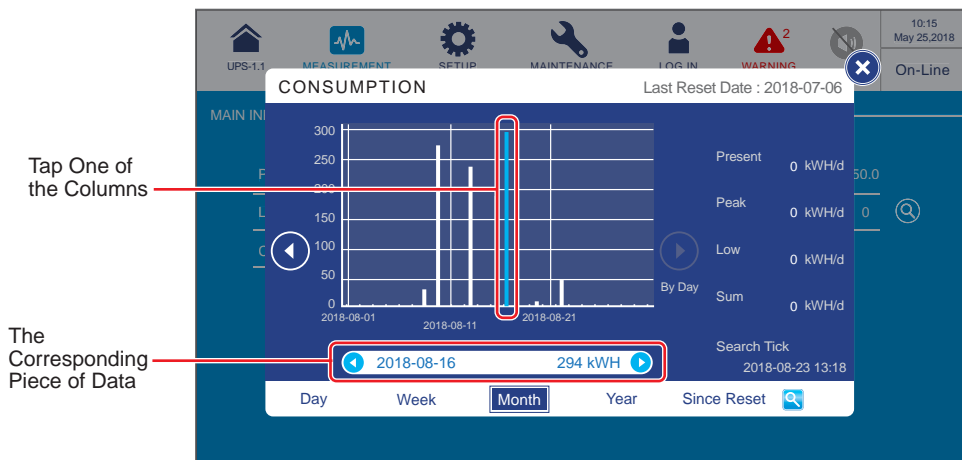 10:15
May 25,2018
2
UPS-1.1
MEASUREMENT
SETUP
MAINTENANCE
LOG IN
WARNING
On-Line
CONSUMPTION
Last Reset Date : 2018-07-06
MAIN IN
Tap One of
the Columns
300
250
200
150
100
50
0
2018-08-01
2018-08-11
2018-08-21
By Day
Present
0 kWH/d
Peak
0 kWH/d
Low
0 kWH/d
Sum
0 kWH/d
50.0
0
The
Corresponding
Piece of Data
2018-08-16
294 kWH
Search Tick
2018-08-23 13:18
Day
Week
Month
Year
Since Reset